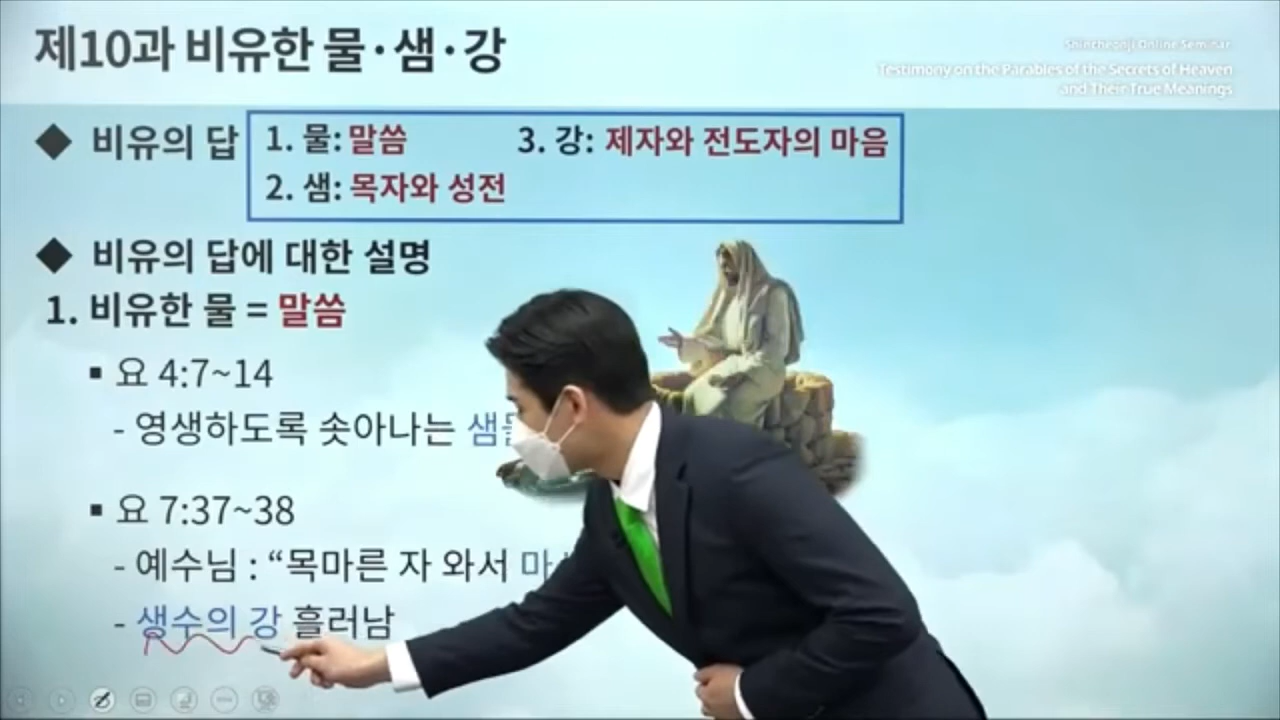 제10과 비유한 물·샘·강
Shincheonji Online Seminar
Testimony on the Parables of the Secrets of Heaven
and Their True Meanings
◆ 비유의 답
1. 물: 말씀
3. 강: 제자와 전도자의 마음
2. 샘: 목자와 성전
◆ 비유의 답에 대한 설명
1. 비유한 물 = 말씀
▪ 요 4:7~14
- 영생하도록 솟아나는
▪ 요 7:37~38
- 예수님 : “목마른 자 와서
- 생수의 강 흘러남